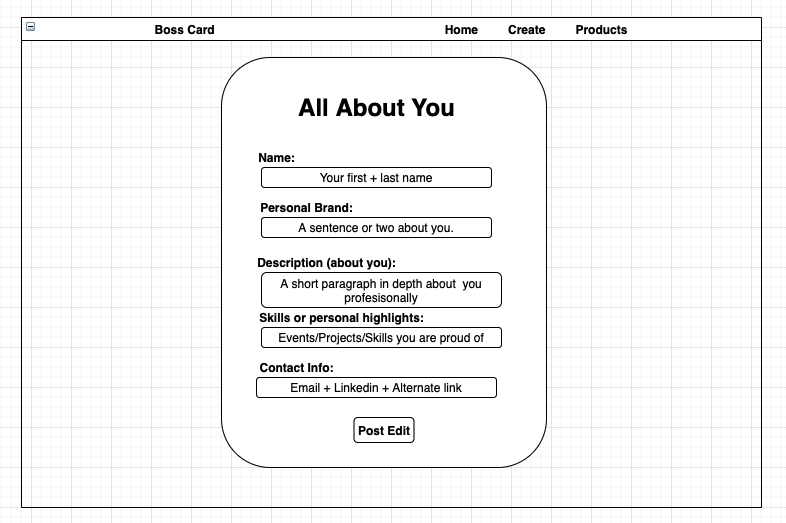 Boss Card Home Create Products
All About You
Name:
Your first + last name
Personal Brand:
A sentence or two about you.
Description (about you):
A short paragraph in depth about  you
profesisonally
Skills or personal highlights:
Events/Projects/Skills you are proud of
Contact Info:
Email + Linkedin + Alternate link
Post Edit